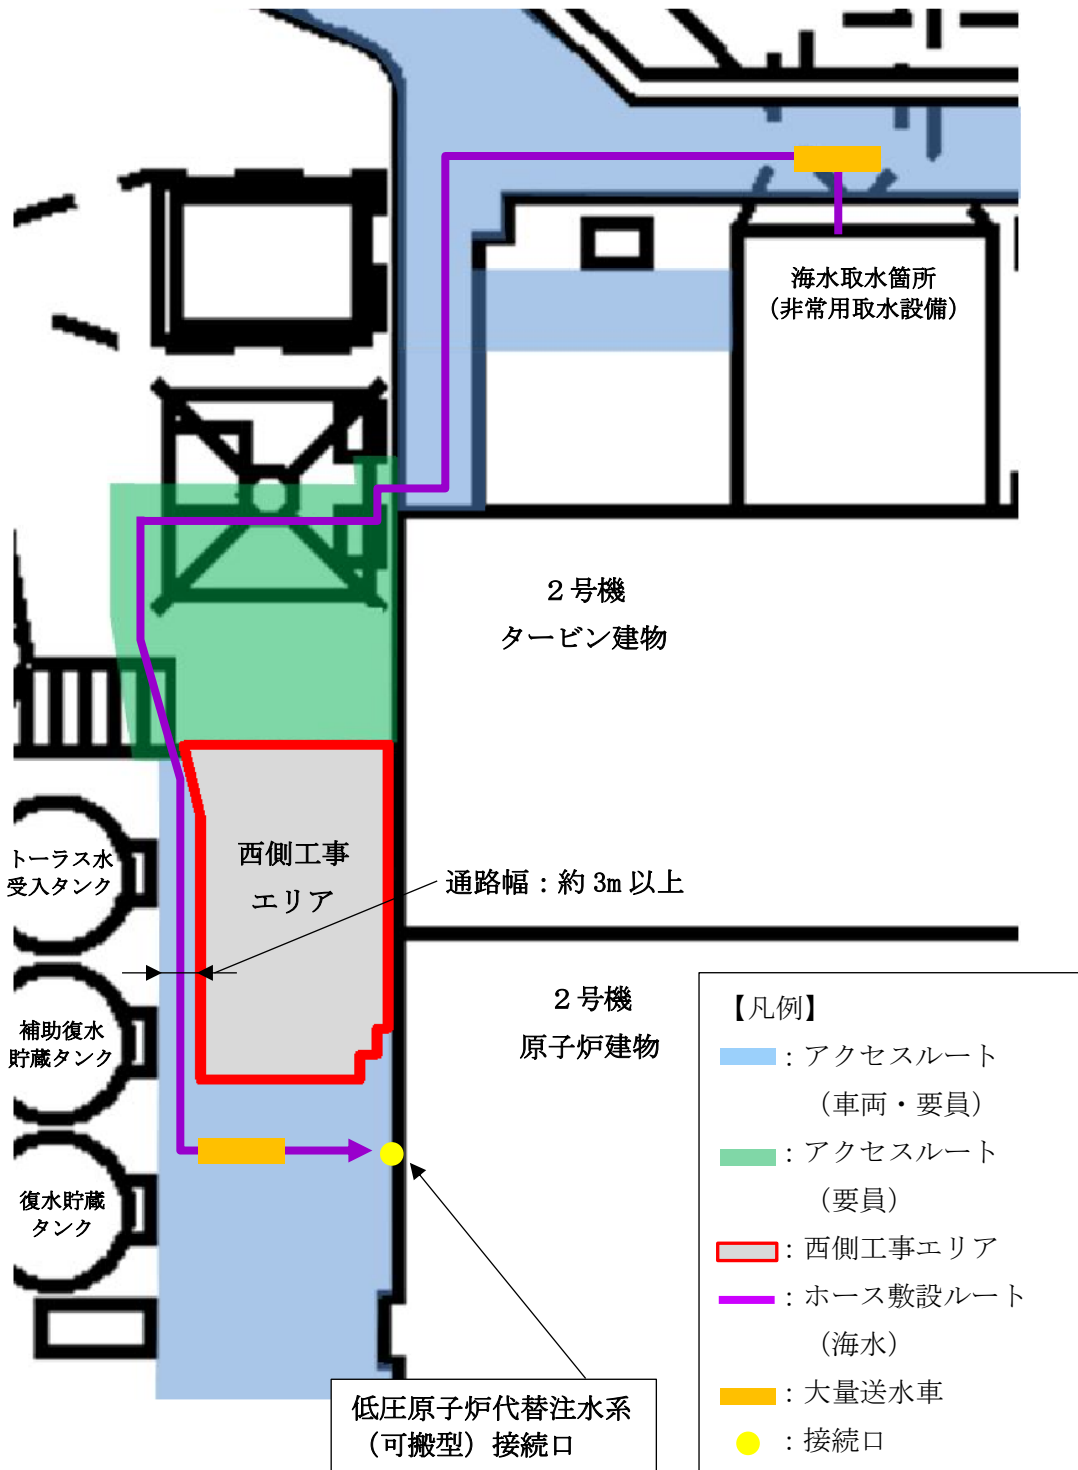 海水取水箇所
（非常用取水設備）
２号機
タービン建物
西側工事
エリア
通路幅：約 3m 以上
トーラス水
受入タンク
２号機
原子炉建物
補助復水
貯蔵タンク
復水貯蔵
タンク
低圧原子炉代替注水系
（可搬型）接続口
【凡例】
：アクセスルート
（車両・要員）
：アクセスルート
（要員）
：西側工事エリア
：ホース敷設ルート
（海水）
：大量送水車
：接続口